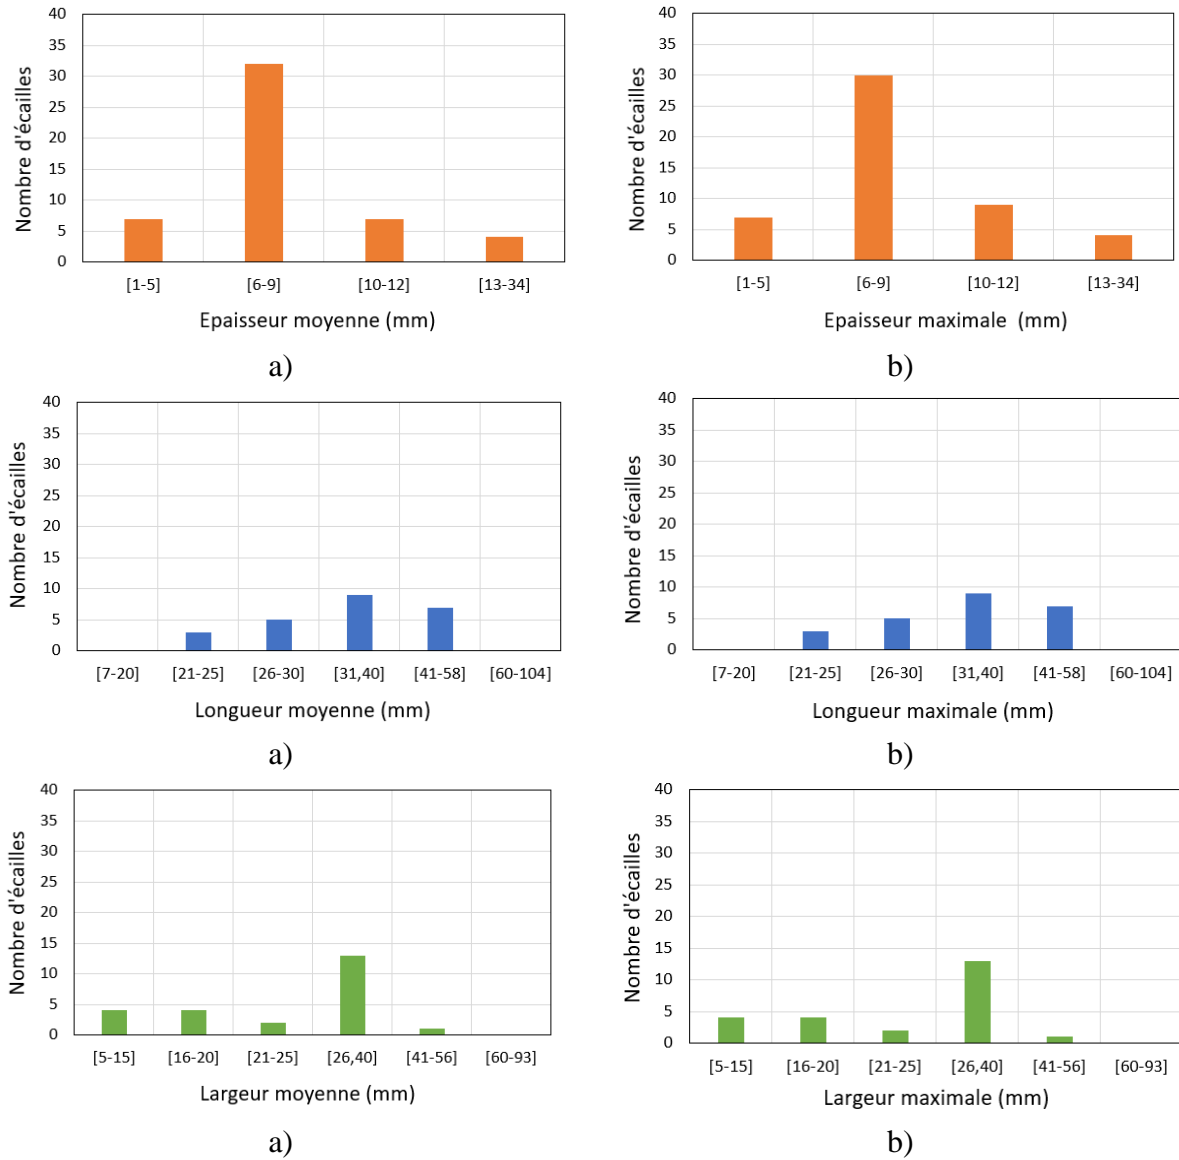 40
35
30
25
20
15
10
5
0
Nombre d'écailles
[1-5] [6-9] [10-12] [13-34]
Epaisseur moyenne (mm)
a)
40
35
30
25
20
15
10
5
0
Nombre d'écailles
[1-5] [6-9] [10-12] [13-34]
Epaisseur maximale (mm)
b)
40
35
30
25
20
15
10
5
0
Nombre d'écailles
[7-20] [21-25] [26-30] [31,40] [41-58] [60-104]
Longueur moyenne (mm)
a)
40
35
30
25
20
15
10
5
0
Nombre d'écailles
[7-20] [21-25] [26-30] [31,40] [41-58] [60-104]
Longueur maximale (mm)
b)
40
35
30
25
20
15
10
5
0
Nombre d'écailles
[5-15] [16-20] [21-25] [26,40] [41-56] [60-93]
Largeur moyenne (mm)
a)
40
35
30
25
20
15
10
5
0
Nombre d'écailles
[5-15] [16-20] [21-25] [26,40] [41-56] [60-93]
Largeur maximale (mm)
b)